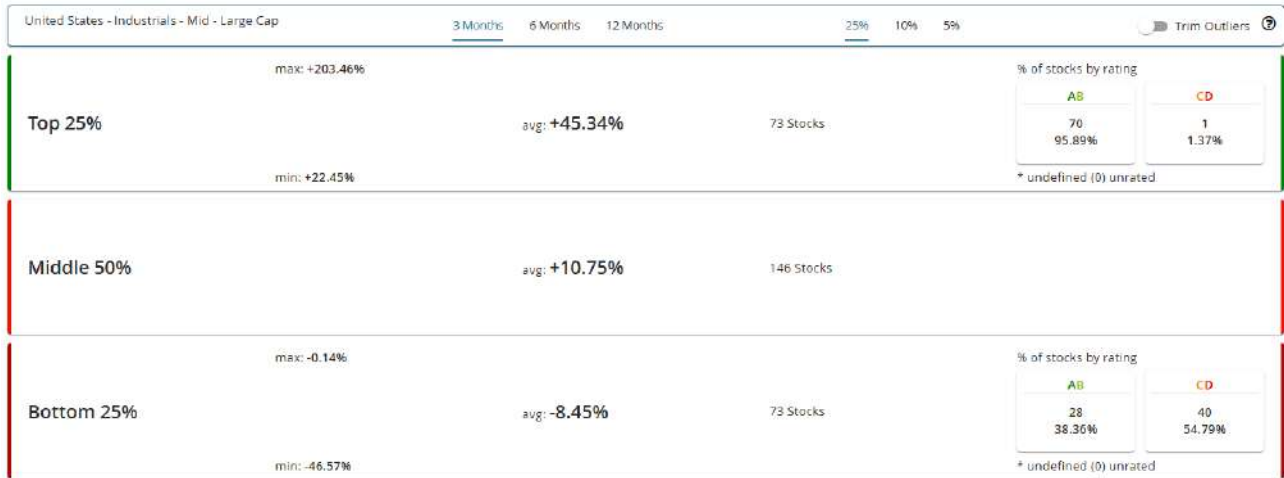 United States - Industrials - Mid - Large Cap 3 Months 6 Months 12 Months 25% 10% 5% Trim Outliers ?
max: +203.46% % of stocks by rating
AB CD
Top 25% avg: +45.34% 73 Stocks 70 1
95.89% 1.37%
min: +22.45% * undefined (0) unrated
Middle 50% avg: +10.75% 146 Stocks
max: -0.14% % of stocks by rating
AB CD
Bottom 25% avg: -8.45% 73 Stocks 28 40
38.36% 54.79%
min: -46.57% * undefined (0) unrated